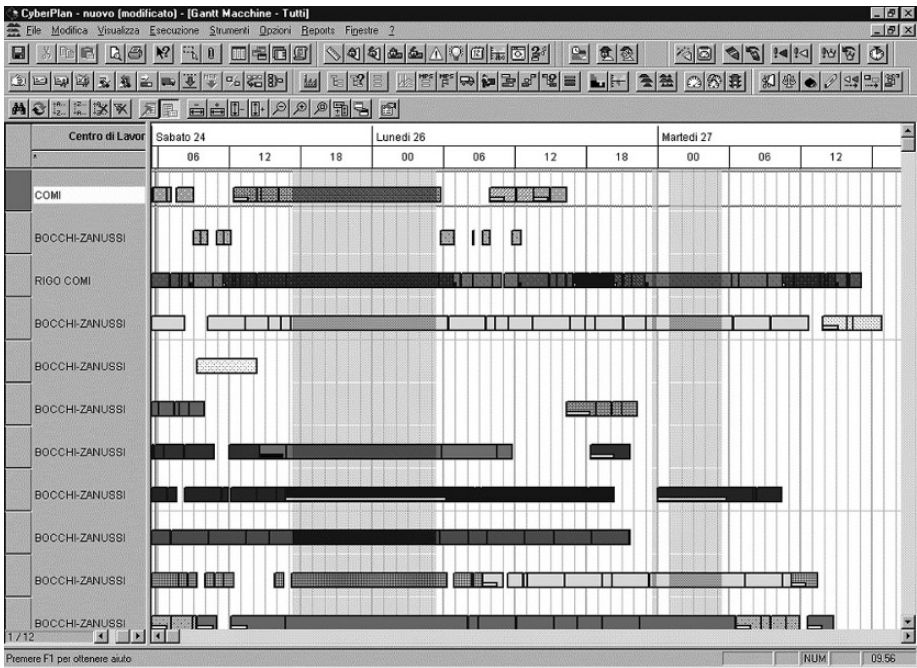 CyberPlan - nuovo (modificato) - [Gantt Macchine - Tutti]
File Modifica Visualizza Esecuzione Strumenti Opzioni Reports Finestre ?
Centro di Lavor Sabato 24 Lunedì 26 Martedì 27
* 06 12 18 00 06 12 18 00 06 12
COMI
BOCCHI-ZANUSSI
RIGO COMI
BOCCHI-ZANUSSI
BOCCHI-ZANUSSI
BOCCHI-ZANUSSI
BOCCHI-ZANUSSI
BOCCHI-ZANUSSI
BOCCHI-ZANUSSI
BOCCHI-ZANUSSI
BOCCHI-ZANUSSI
1 / 12
Premere F1 per ottenere aiuto NUM 09.56